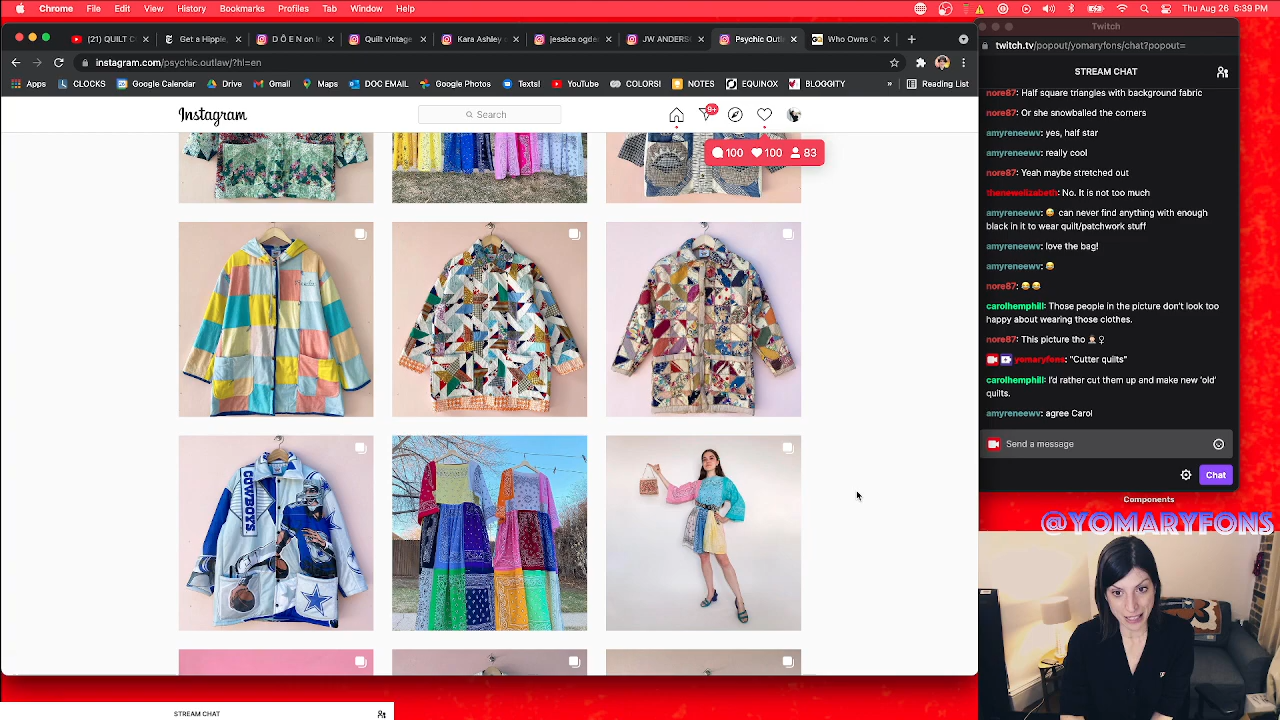 Chrome File Edit View History Bookmarks Profiles Tab Window Help
Thu Aug 26 6:39 PM
(21) QUILT C
Get a Hippie,
D Ô E N on I
Quilt vintage
Kara Ashley
jessica ogde
JW ANDERS
Psychic Outl
Who Owns Q
instagram.com/psychic.outlaw/?hl=en
Apps CLOCKS Google Calendar Drive Gmail Maps DOC EMAIL Google Photos Texts! YouTube COLORS! NOTES EQUINOX BLOGGITY » Reading List
Instagram
Search
9+
100 100 83
COWBOYS
Twitch
twitch.tv/popout/yomaryfons/chat?popout=
STREAM CHAT
nore87: Half square triangles with background fabric
nore87: Or she snowballed the corners
amyreneewv: yes, half star
amyreneewv: really cool
nore87: Yeah maybe stretched out
thenewelizabeth: No. It is not too much
amyreneewv: 😅 can never find anything with enough
black in it to wear quilt/patchwork stuff
amyreneewv: love the bag!
amyreneewv: 😂
nore87: 😂😂
carolhemphill: Those people in the picture don't look too
happy about wearing those clothes.
nore87: This picture tho 🤦🏻♀
yomaryfons: "Cutter quilts"
carolhemphill: I'd rather cut them up and make new 'old'
quilts.
amyreneewv: agree Carol
Send a message
Chat
Components
@YOMARYFONS
STREAM CHAT